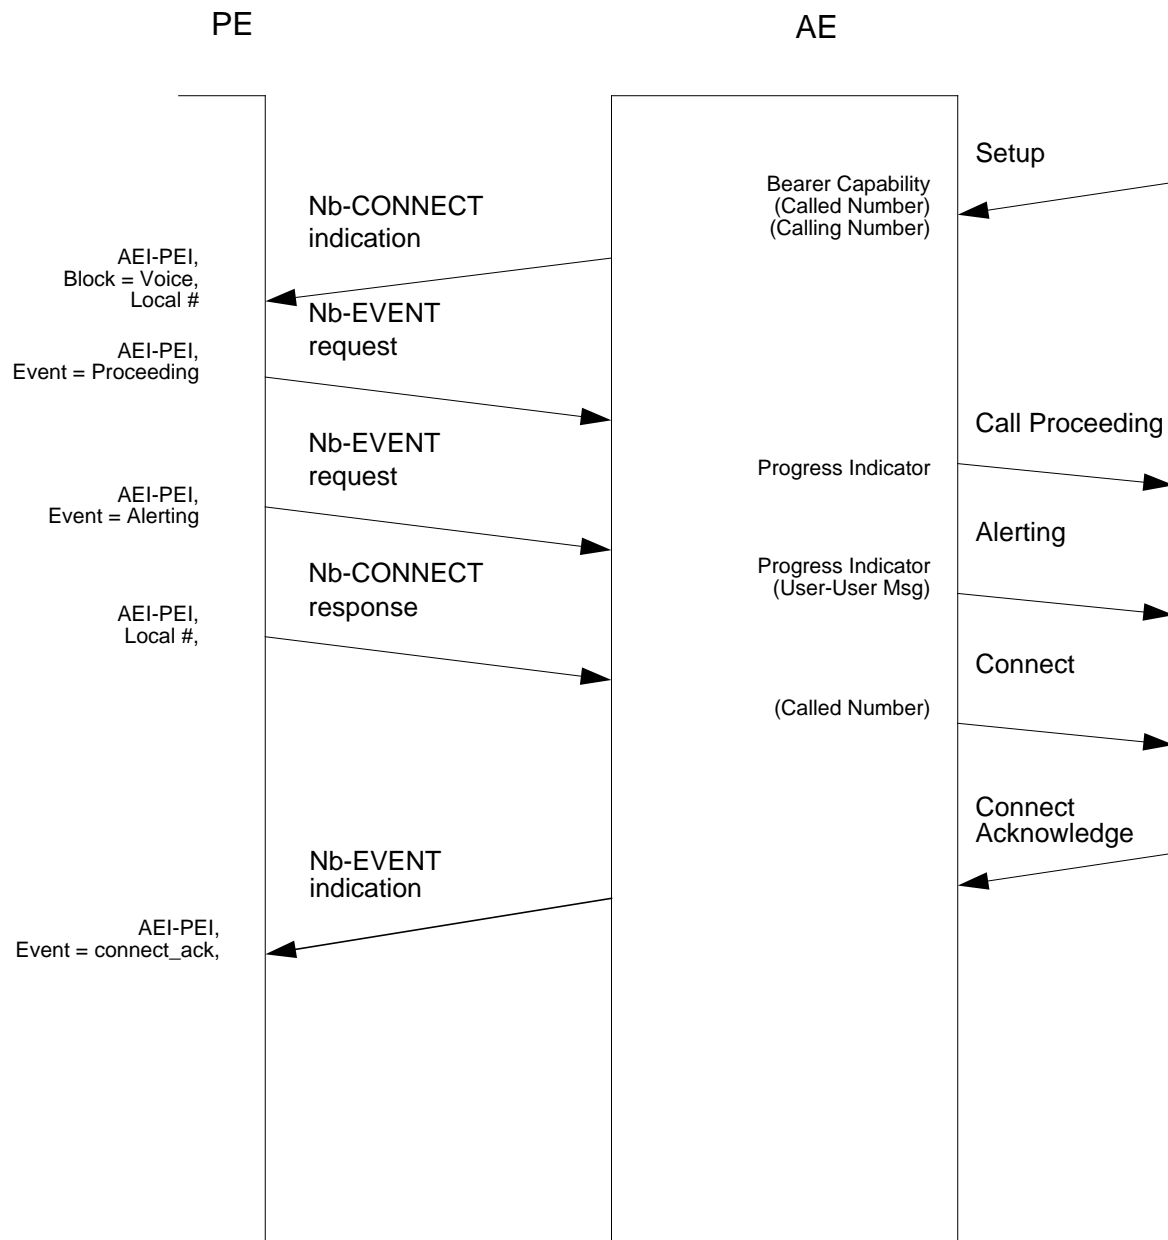 PE
AE
Setup
Bearer Capability
(Called Number)
(Calling Number)
Nb-CONNECT
indication
AEI-PEI,
Block = Voice,
Local #
Nb-EVENT
request
AEI-PEI,
Event = Proceeding
Call Proceeding
Nb-EVENT
request
Progress Indicator
AEI-PEI,
Event = Alerting
Alerting
Nb-CONNECT
response
Progress Indicator
(User-User Msg)
AEI-PEI,
Local #,
Connect
(Called Number)
Connect
Acknowledge
Nb-EVENT
indication
AEI-PEI,
Event = connect_ack,